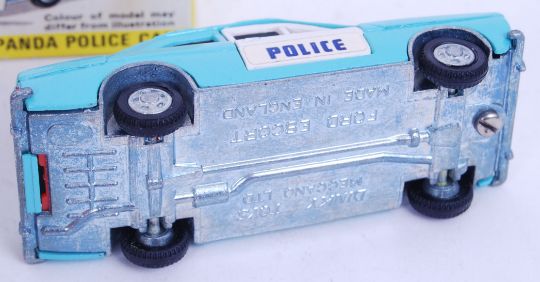 Colour of model may
differ from illustration
PANDA POLICE CA
POLICE
FORD ESCORT
MADE IN ENGLAND
DINKY TOYS
MECCANO LTD